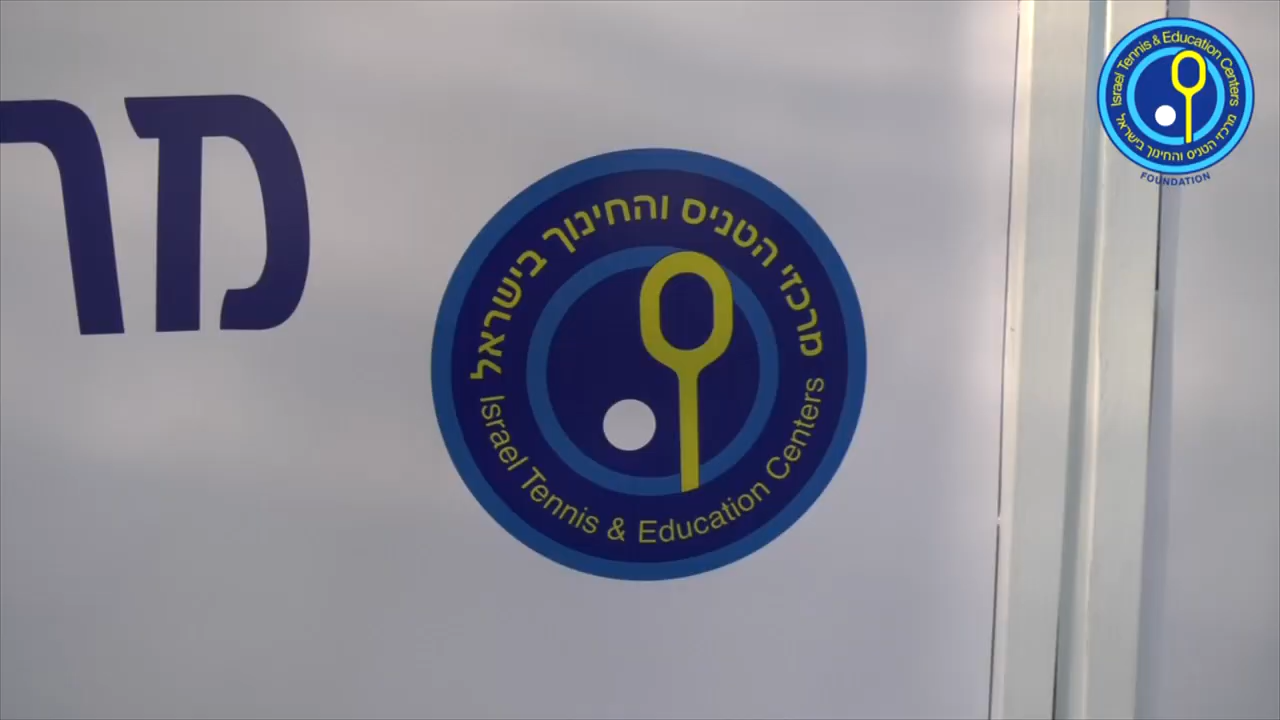 מר
מרכזי הטניס והחינוך בישראל
Israel Tennis & Education Centers
Israel Tennis & Education Centers
מרכזי הטניס והחינוך בישראל
FOUNDATION